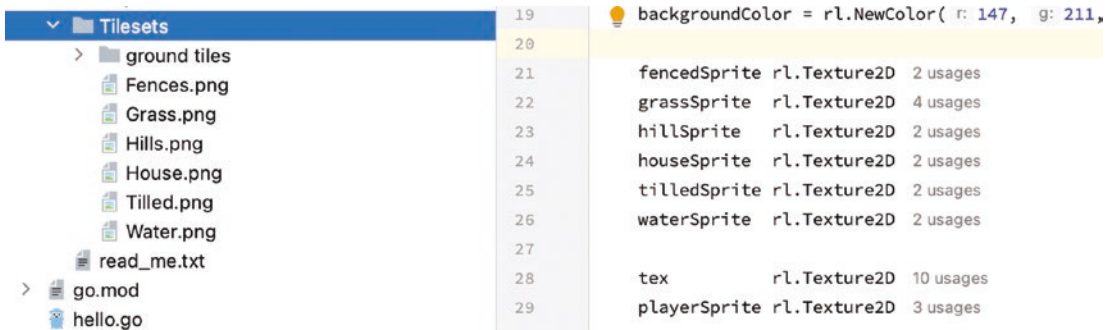 Tilesets
ground tiles
Fences.png
Grass.png
Hills.png
House.png
Tilled.png
Water.png
read_me.txt
go.mod
hello.go
19 backgroundColor = rl.NewColor( r: 147, g: 211,
20
21 fencedSprite rl.Texture2D 2 usages
22 grassSprite rl.Texture2D 4 usages
23 hillSprite rl.Texture2D 2 usages
24 houseSprite rl.Texture2D 2 usages
25 tilledSprite rl.Texture2D 2 usages
26 waterSprite rl.Texture2D 2 usages
27
28 tex rl.Texture2D 10 usages
29 playerSprite rl.Texture2D 3 usages